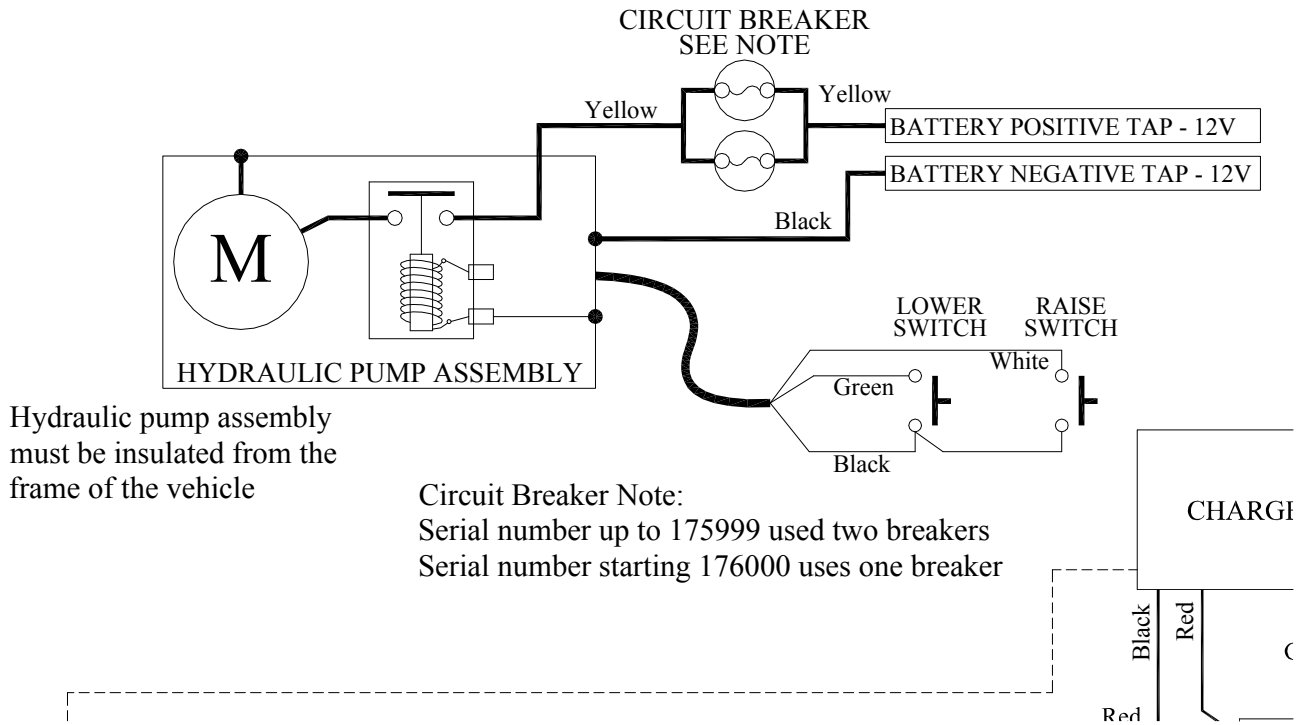 CIRCUIT BREAKER
SEE NOTE
Yellow
Yellow
BATTERY POSITIVE TAP - 12V
BATTERY NEGATIVE TAP - 12V
Black
M
LOWER
SWITCH
RAISE
SWITCH
White
Green
Black
HYDRAULIC PUMP ASSEMBLY
Hydraulic pump assembly
must be insulated from the
frame of the vehicle
Circuit Breaker Note:
Serial number up to 175999 used two breakers
Serial number starting 176000 uses one breaker
CHARGE
Black
Red
Red